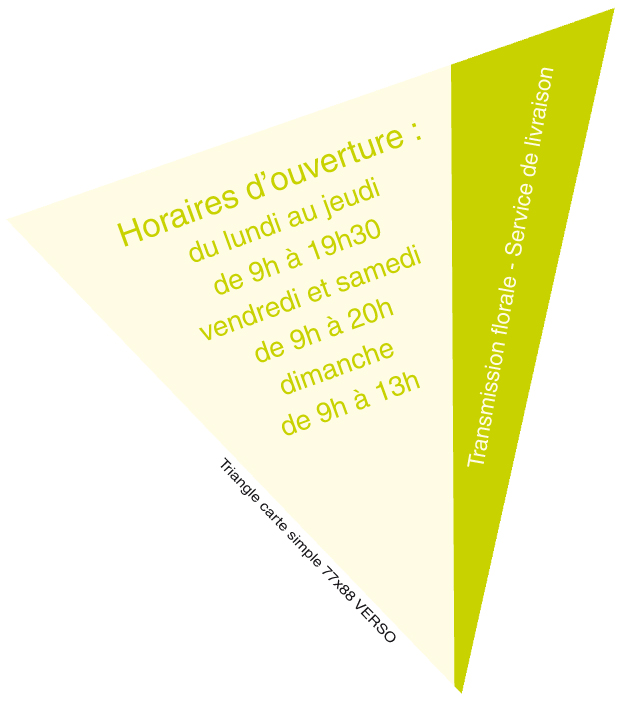 Horaires d’ouverture :
du lundi au jeudi
de 9h à 19h30
vendredi et samedi
de 9h à 20h
dimanche
de 9h à 13h
Transmission florale - Service de livraison
Triangle carte simple 77x88 VERSO